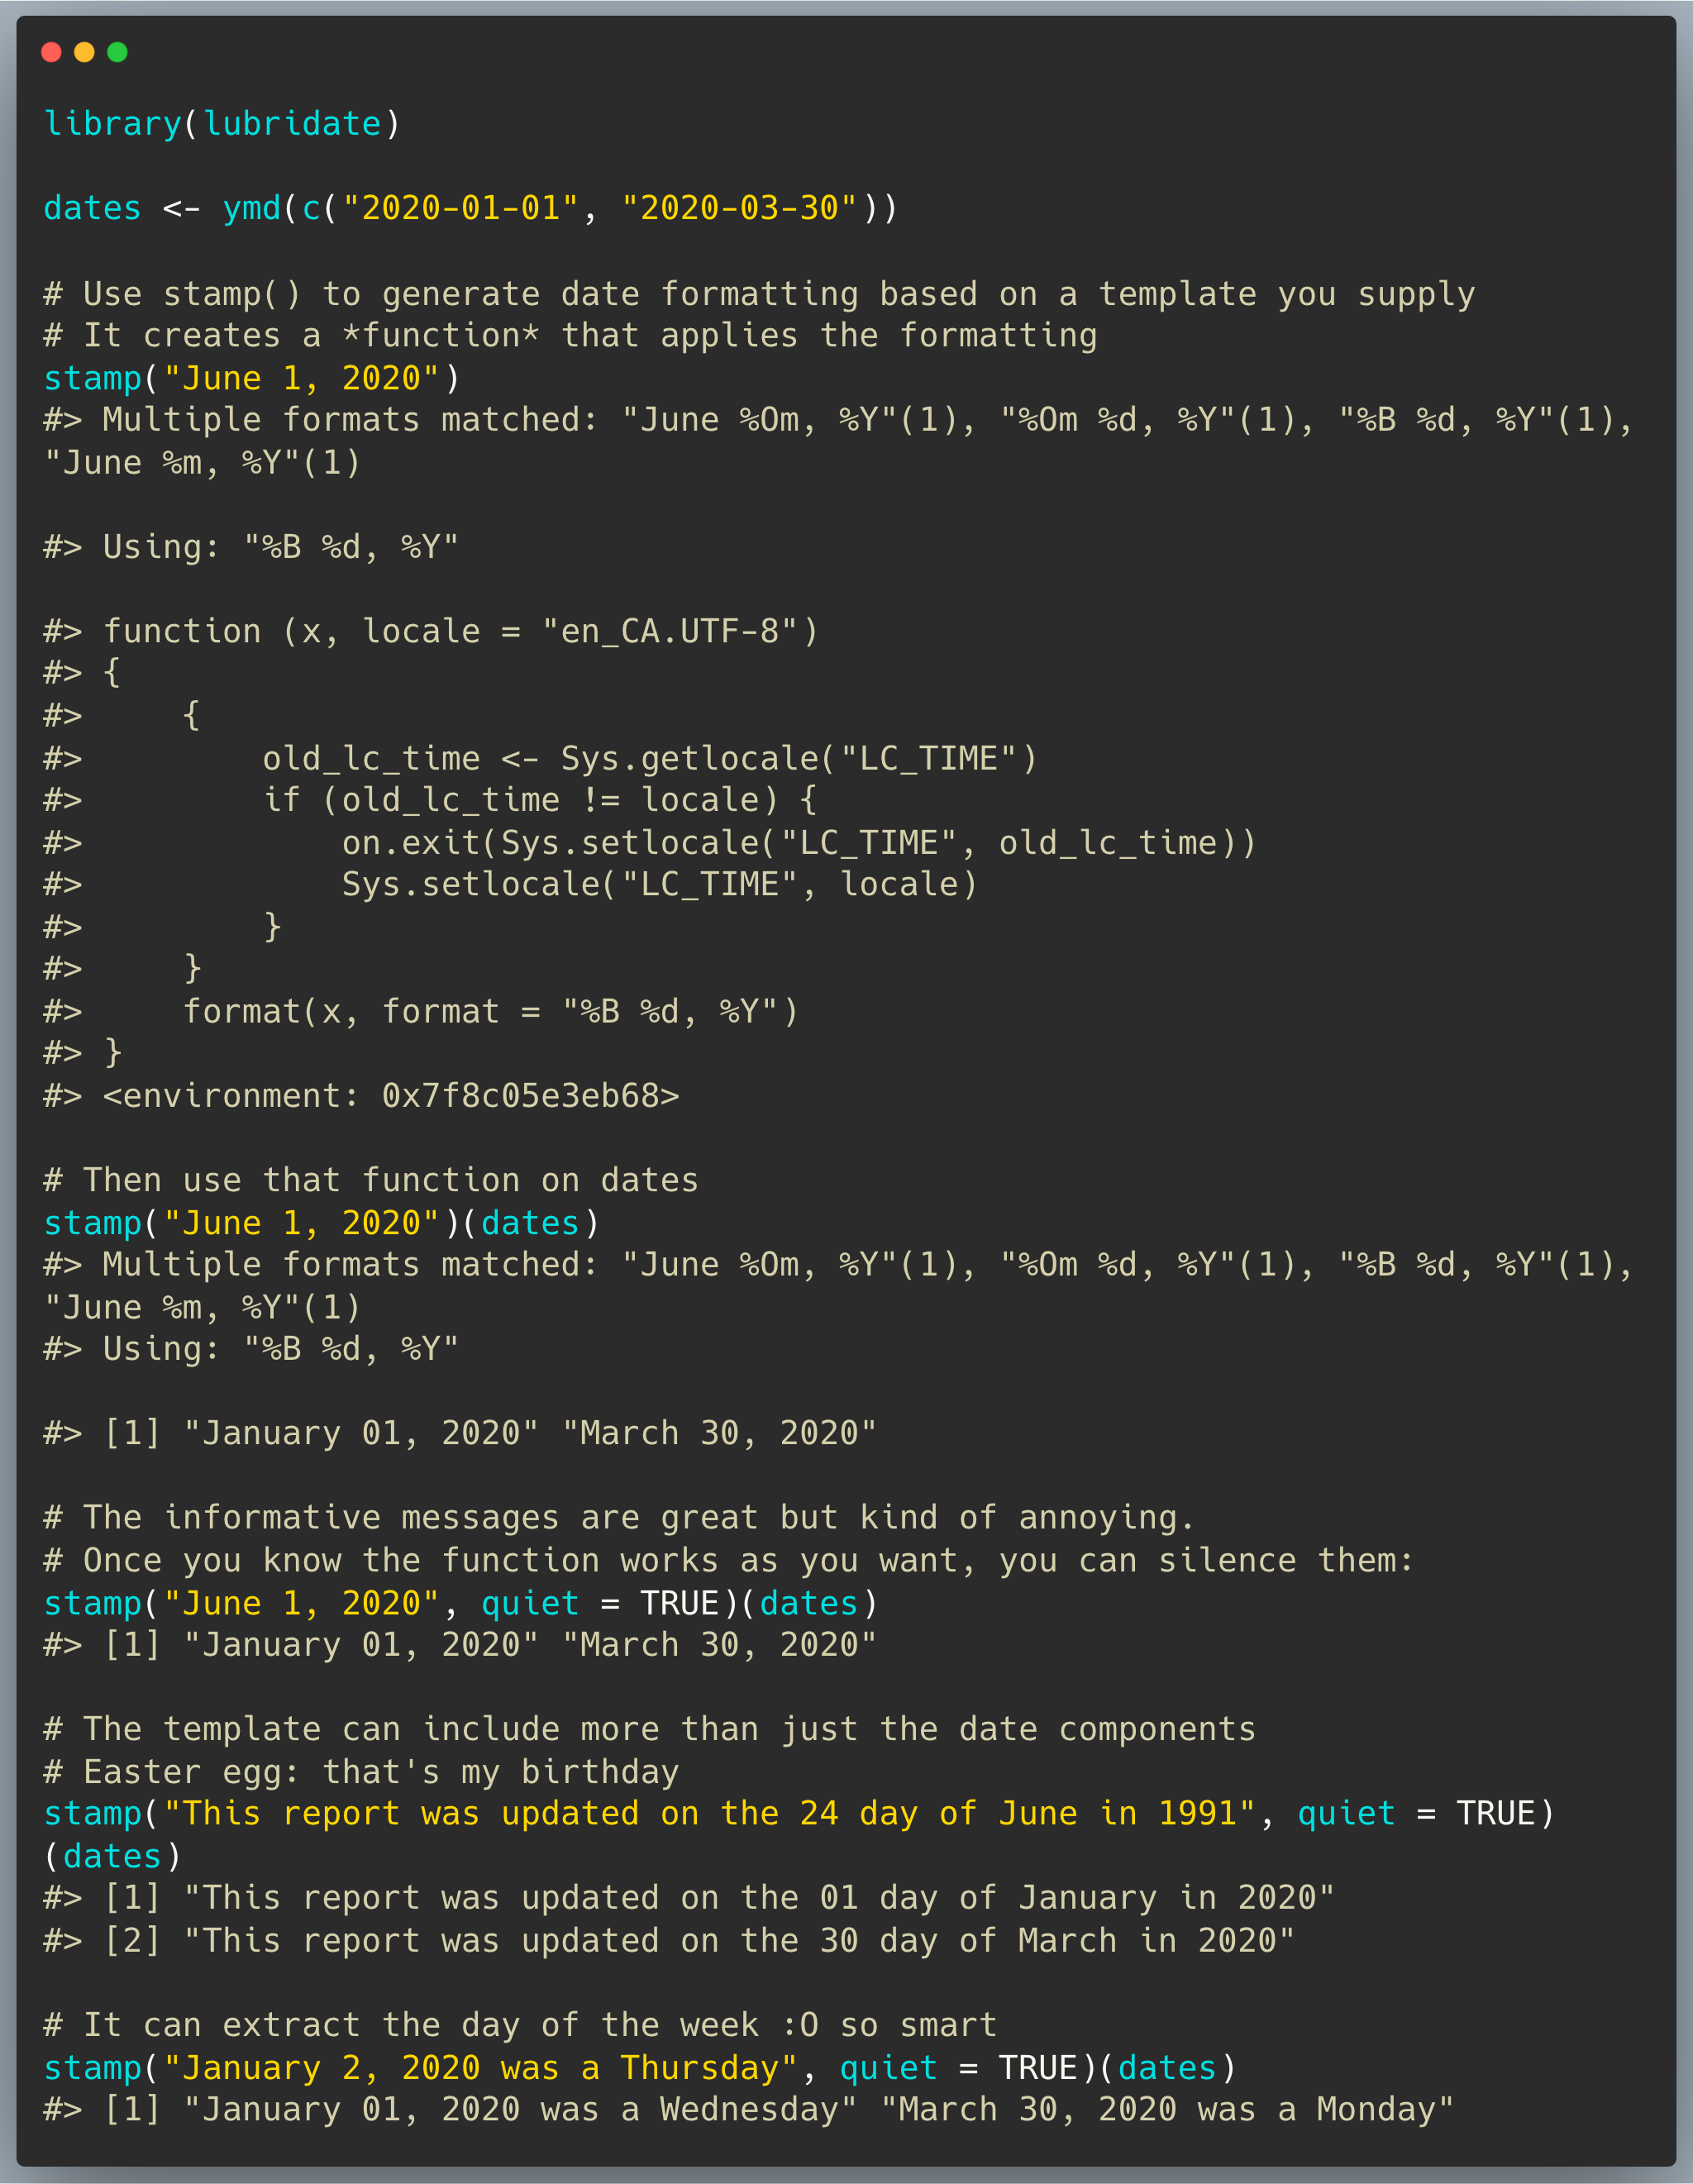 library(lubridate)

dates <- ymd(c("2020-01-01", "2020-03-30"))

# Use stamp() to generate date formatting based on a template you supply
# It creates a *function* that applies the formatting
stamp("June 1, 2020")
#> Multiple formats matched: "June %Om, %Y"(1), "%Om %d, %Y"(1), "%B %d, %Y"(1),
"June %m, %Y"(1)

#> Using: "%B %d, %Y"

#> function (x, locale = "en_CA.UTF-8")
#> {
#>     {
#>         old_lc_time <- Sys.getlocale("LC_TIME")
#>         if (old_lc_time != locale) {
#>             on.exit(Sys.setlocale("LC_TIME", old_lc_time))
#>             Sys.setlocale("LC_TIME", locale)
#>         }
#>     }
#>     format(x, format = "%B %d, %Y")
#> }
#> <environment: 0x7f8c05e3eb68>

# Then use that function on dates
stamp("June 1, 2020")(dates)
#> Multiple formats matched: "June %Om, %Y"(1), "%Om %d, %Y"(1), "%B %d, %Y"(1),
"June %m, %Y"(1)
#> Using: "%B %d, %Y"

#> [1] "January 01, 2020" "March 30, 2020"

# The informative messages are great but kind of annoying.
# Once you know the function works as you want, you can silence them:
stamp("June 1, 2020", quiet = TRUE)(dates)
#> [1] "January 01, 2020" "March 30, 2020"

# The template can include more than just the date components
# Easter egg: that's my birthday
stamp("This report was updated on the 24 day of June in 1991", quiet = TRUE)
(dates)
#> [1] "This report was updated on the 01 day of January in 2020"
#> [2] "This report was updated on the 30 day of March in 2020"

# It can extract the day of the week :O so smart
stamp("January 2, 2020 was a Thursday", quiet = TRUE)(dates)
#> [1] "January 01, 2020 was a Wednesday" "March 30, 2020 was a Monday"